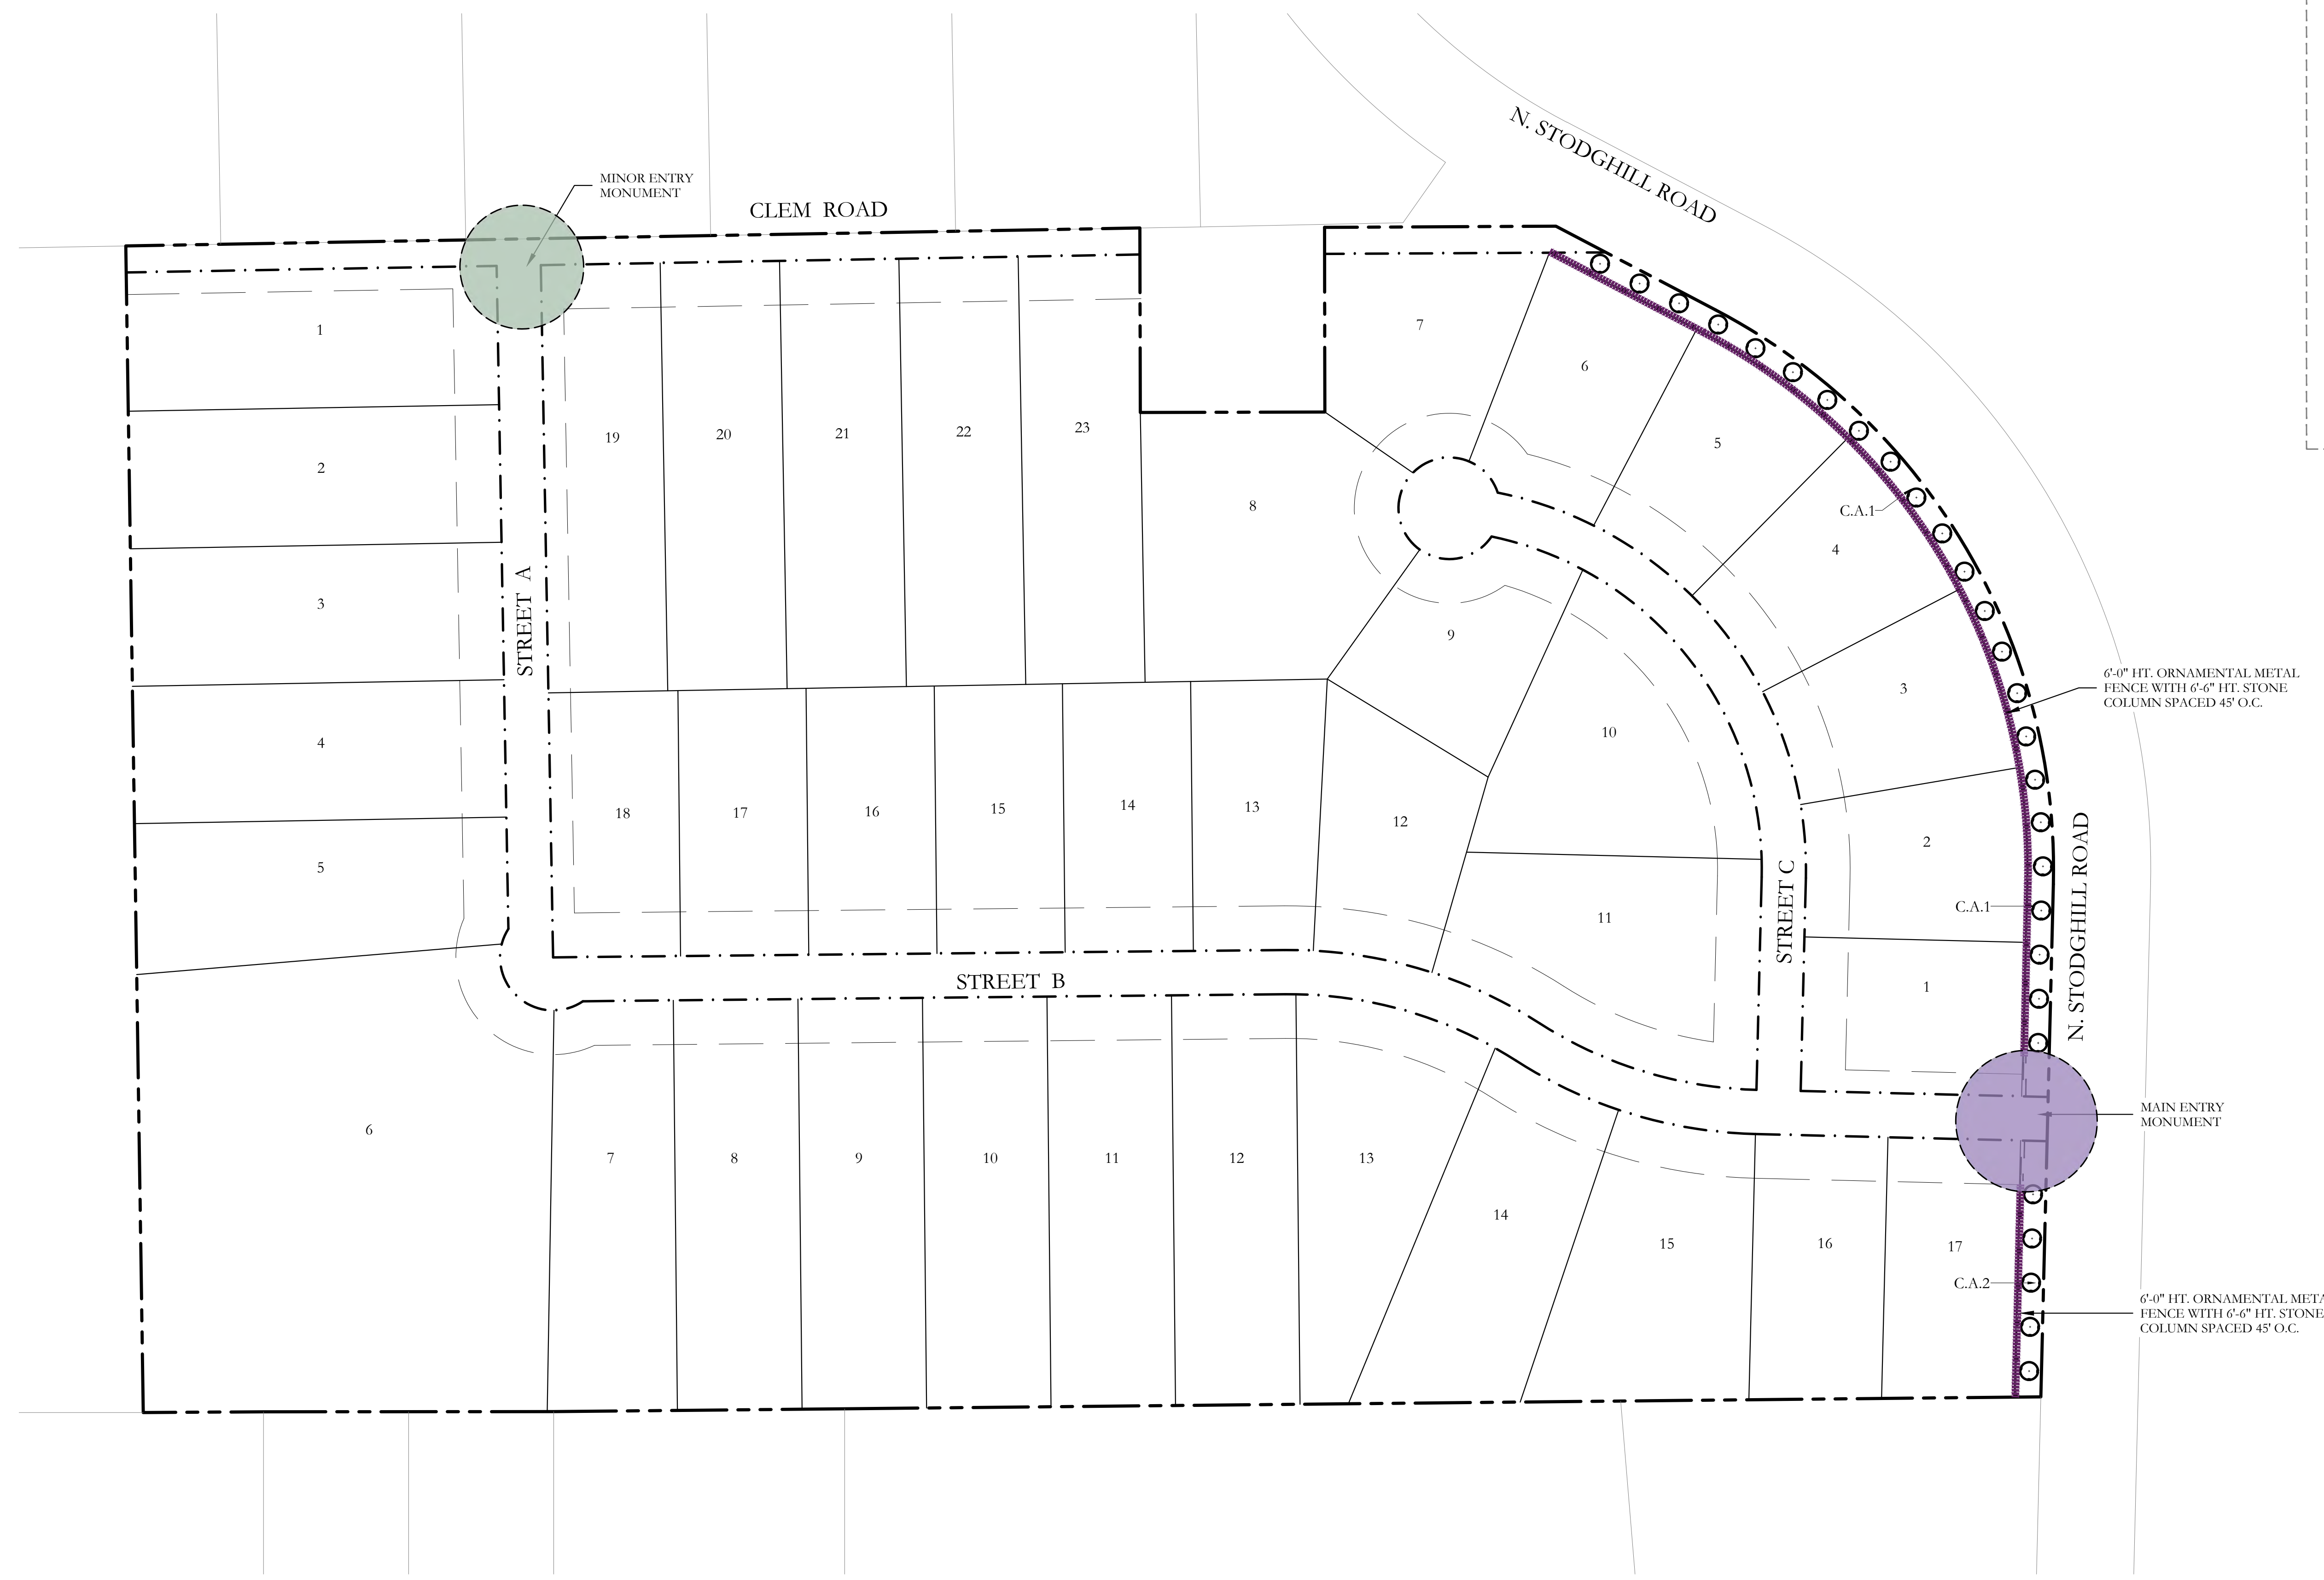 N. STODGHILL ROAD
MINOR ENTRY
MONUMENT
CLEM ROAD
1
2
3
4
5
6
STREET A
19
20
21
22
23
8
7
6
5
4
3
2
1
C.A.1
9
10
11
12
18
17
16
15
14
13
STREET B
STREET C
6'-0" HT. ORNAMENTAL METAL
FENCE WITH 6'-6" HT. STONE
COLUMN SPACED 45' O.C.
C.A.1
N. STODGHILL ROAD
MAIN ENTRY
MONUMENT
7
8
9
10
11
12
13
14
15
16
17
C.A.2
6'-0" HT. ORNAMENTAL META
FENCE WITH 6'-6" HT. STONE
COLUMN SPACED 45' O.C.